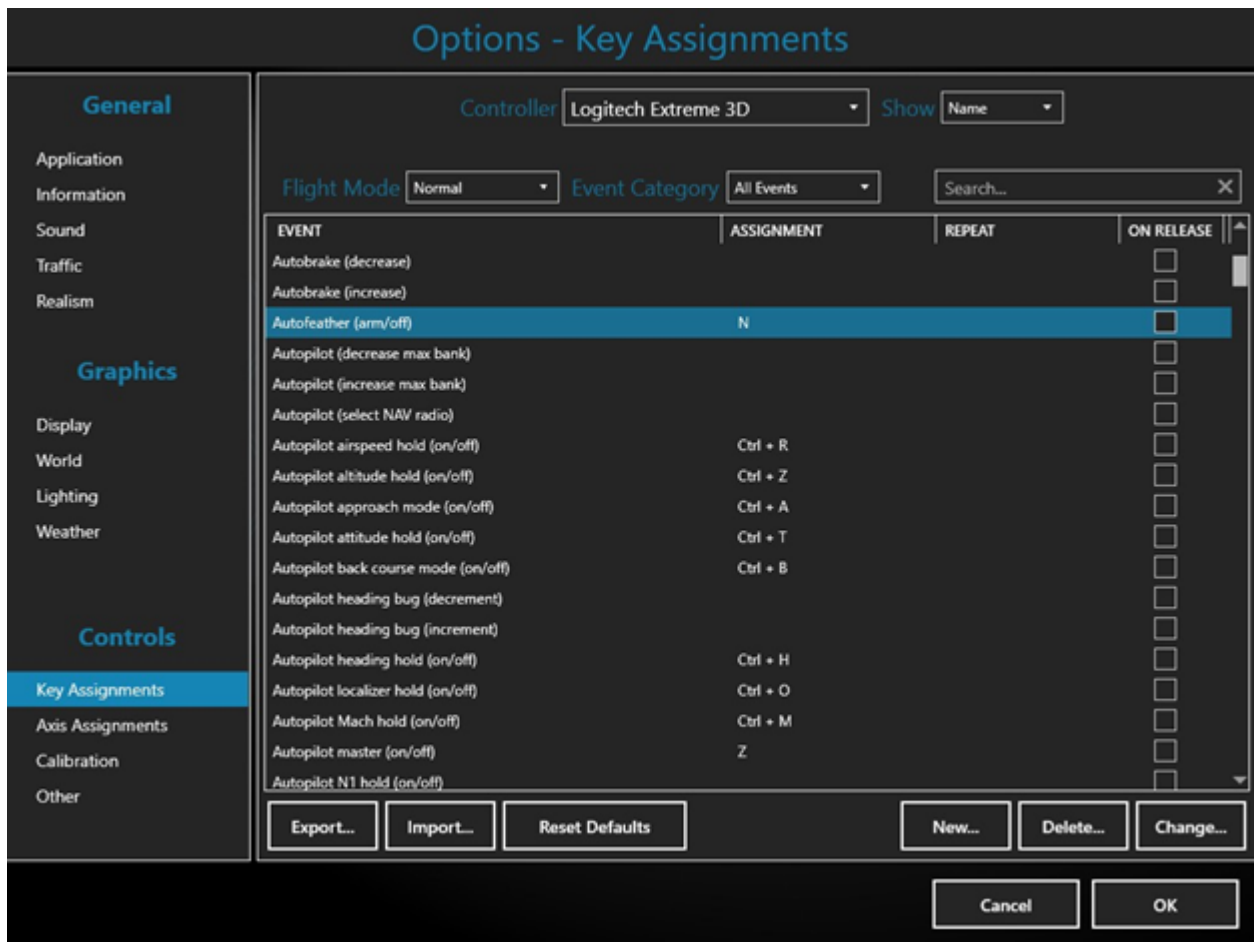 Options - Key Assignments
General
Application
Information
Sound
Traffic
Realism
Graphics
Display
World
Lighting
Weather
Controls
Key Assignments
Axis Assignments
Calibration
Other
Controller Logitech Extreme 3D Show Name
Flight Mode Normal Event Category All Events Search...
EVENT ASSIGNMENT REPEAT ON RELEASE
Autobrake (decrease)
Autobrake (increase)
Autofeather (arm/off) N
Autopilot (decrease max bank)
Autopilot (increase max bank)
Autopilot (select NAV radio)
Autopilot airspeed hold (on/off) Ctrl + R
Autopilot altitude hold (on/off) Ctrl + Z
Autopilot approach mode (on/off) Ctrl + A
Autopilot attitude hold (on/off) Ctrl + T
Autopilot back course mode (on/off) Ctrl + B
Autopilot heading bug (decrement)
Autopilot heading bug (increment)
Autopilot heading hold (on/off) Ctrl + H
Autopilot localizer hold (on/off) Ctrl + O
Autopilot Mach hold (on/off) Ctrl + M
Autopilot master (on/off) Z
Autopilot N1 hold (on/off)
Export... Import... Reset Defaults New... Delete... Change...
Cancel OK